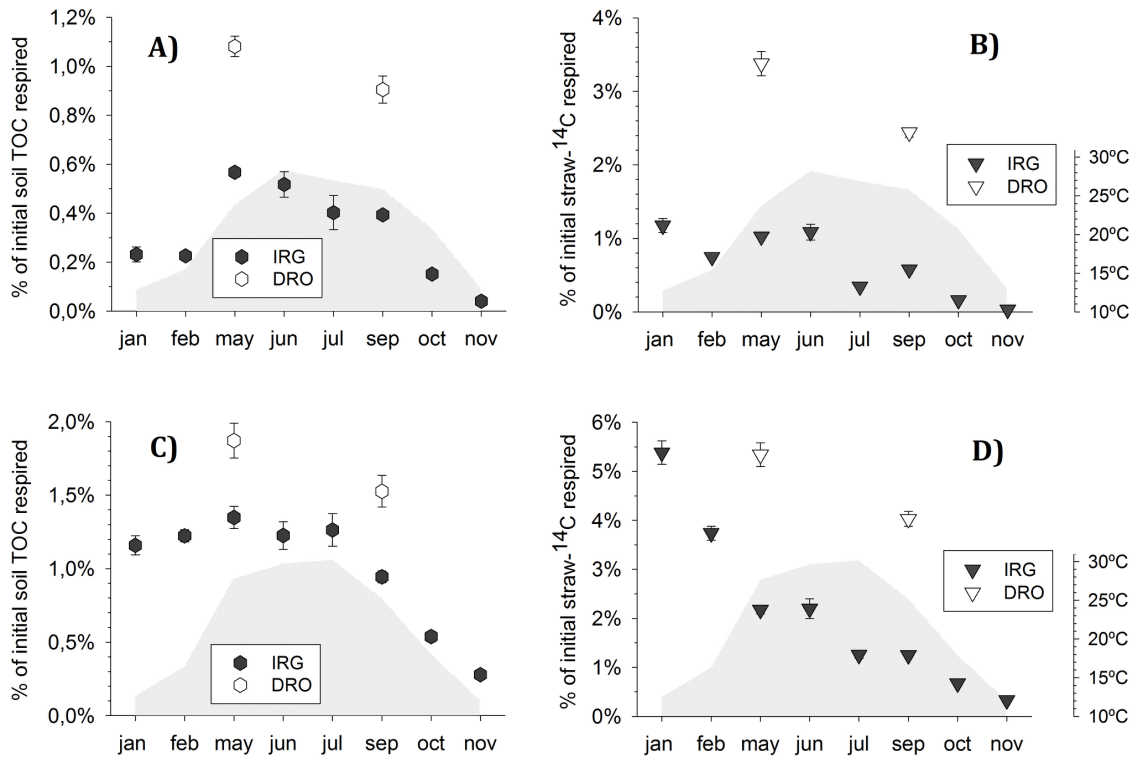 A)
% of initial soil TOC respired
1,2%
1,0%
0,8%
0,6%
0,4%
0,2%
0,0%
IRG
DRO
jan feb may jun jul sep oct nov
B)
% of initial straw-¹⁴C respired
4%
3%
2%
1%
0%
IRG
DRO
30ºC
25ºC
20ºC
15ºC
10ºC
jan feb may jun jul sep oct nov
C)
% of initial soil TOC respired
2,0%
1,5%
1,0%
0,5%
0,0%
IRG
DRO
jan feb may jun jul sep oct nov
D)
% of initial straw-¹⁴C respired
6%
5%
4%
3%
2%
1%
0%
IRG
DRO
30ºC
25ºC
20ºC
15ºC
10ºC
jan feb may jun jul sep oct nov